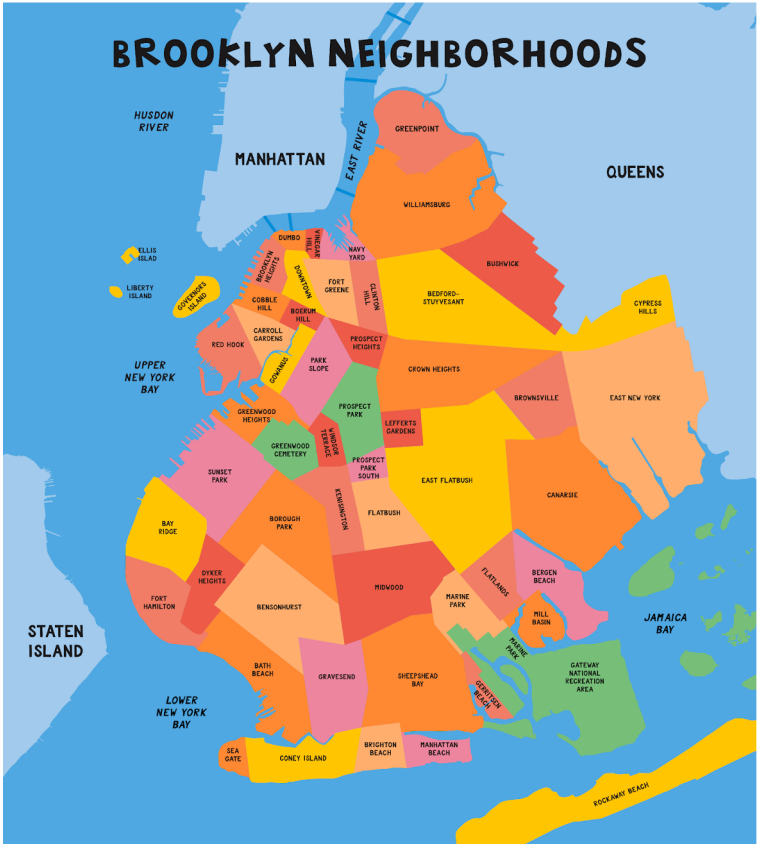 BROOKLYN NEIGHBORHOODS
HUSDON
RIVER
MANHATTAN
EAST RIVER
QUEENS
GREENPOINT
WILLIAMSBURG
BUSHWICK
DUMBO
VINEGAR
HILL
NAVY
YARD
BROOKLYN
HEIGHTS
DOWNTOWN
FORT
GREENE
CLINTON
HILL
BEDFORD-
STUYVESANT
CYPRESS
HILLS
ELLIS
ISLAD
LIBERTY
ISLAND
GOVERNORS
ISLAND
COBBLE
HILL
BOERUM
HILL
RED HOOK
CARROLL
GARDENS
GOWANUS
PARK
SLOPE
PROSPECT
HEIGHTS
CROWN HEIGHTS
UPPER
NEW YORK
BAY
BROWNSVILLE
EAST NEW YORK
GREENWOOD
HEIGHTS
PROSPECT
PARK
LEFFERTS
GARDENS
GREENWOOD
CEMETERY
WINDSOR
TERRACE
PROSPECT
PARK
SOUTH
SUNSET
PARK
EAST FLATBUSH
CANARSIE
KENISINGTON
FLATBUSH
BOROUGH
PARK
BAY
RIDGE
DYKER
HEIGHTS
MIDWOOD
FLATLANDS
BERGEN
BEACH
FORT
HAMILTON
BENSONHURST
MARINE
PARK
MILL
BASIN
JAMAICA
BAY
STATEN
ISLAND
MARINE
PARK
BATH
BEACH
GRAVESEND
SHEEPSHEAD
BAY
GERRITSEN
BEACH
GATEWAY
NATIONAL
RECREATION
AREA
LOWER
NEW YORK
BAY
SEA
GATE
CONEY ISLAND
BRIGHTON
BEACH
MANHATTAN
BEACH
ROCKAWAY BEACH